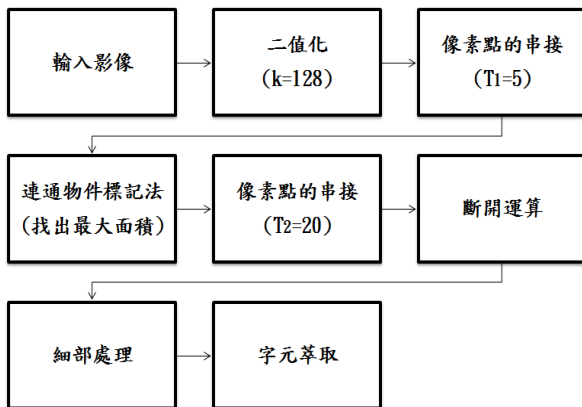 輸入影像
二值化
(k=128)
像素點的串接
(T1=5)
連通物件標記法
(找出最大面積)
像素點的串接
(T2=20)
斷開運算
細部處理
字元萃取